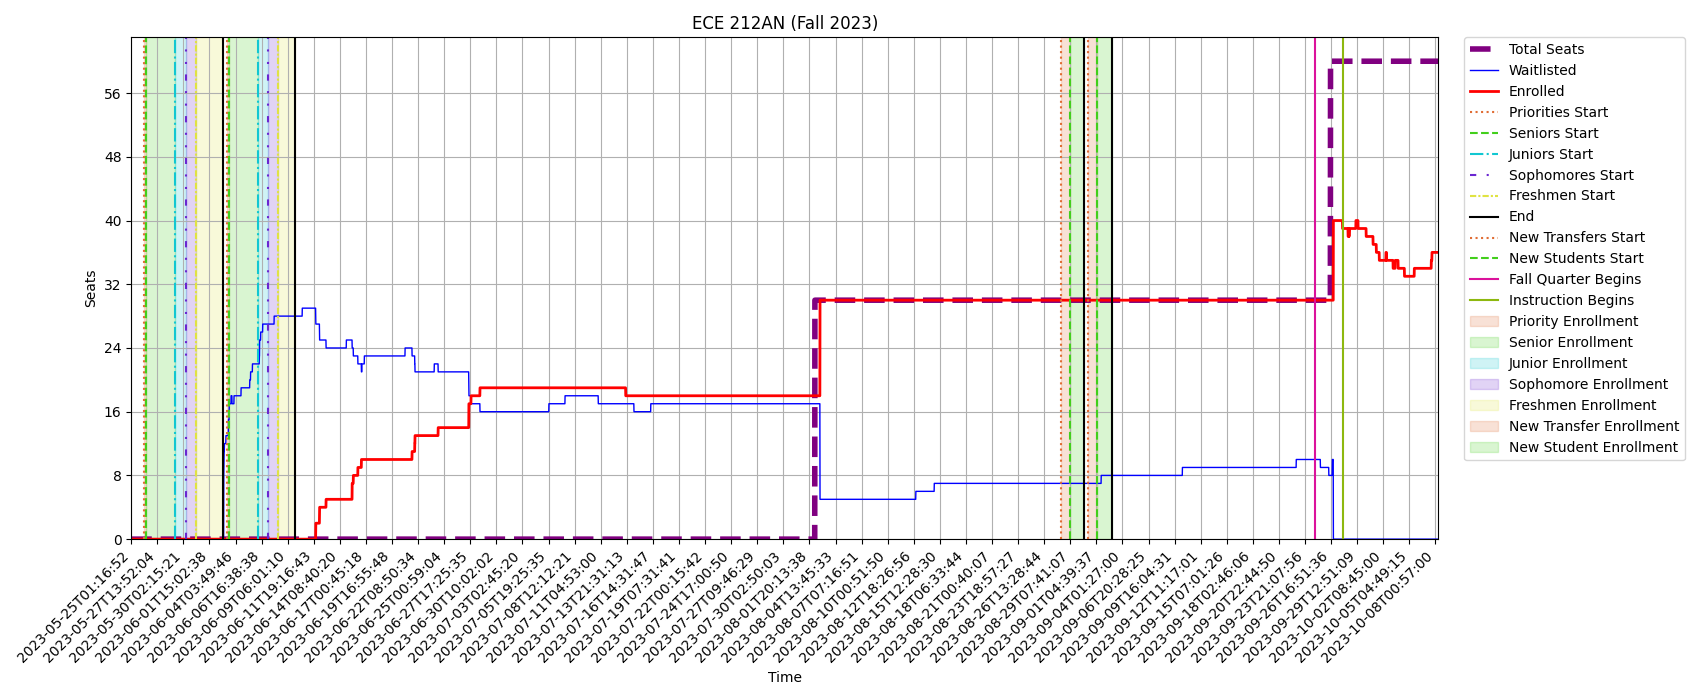 ECE 212AN (Fall 2023)
Seats
56
48
40
32
24
16
8
0
2023-05-25T01:16:52
2023-05-27T13:52:04
2023-05-30T02:15:21
2023-06-01T15:02:38
2023-06-04T03:49:46
2023-06-06T16:38:38
2023-06-09T06:01:10
2023-06-11T19:16:43
2023-06-14T08:40:20
2023-06-17T00:45:18
2023-06-19T16:55:48
2023-06-22T08:50:34
2023-06-25T00:59:04
2023-06-27T17:25:35
2023-06-30T10:02:02
2023-07-03T02:45:20
2023-07-05T19:25:35
2023-07-08T12:12:21
2023-07-11T04:53:00
2023-07-13T21:31:13
2023-07-16T14:31:47
2023-07-19T07:31:41
2023-07-22T00:15:42
2023-07-24T17:00:50
2023-07-27T09:46:29
2023-07-30T02:50:03
2023-08-01T20:13:38
2023-08-04T13:45:33
2023-08-07T07:16:51
2023-08-10T00:51:50
2023-08-12T18:26:56
2023-08-15T12:28:30
2023-08-18T06:33:44
2023-08-21T00:40:07
2023-08-23T18:57:27
2023-08-26T13:28:44
2023-08-29T07:41:07
2023-09-01T04:39:37
2023-09-04T01:27:00
2023-09-06T20:28:25
2023-09-09T16:04:31
2023-09-12T11:17:01
2023-09-15T07:01:26
2023-09-18T02:46:06
2023-09-20T22:44:50
2023-09-23T21:07:56
2023-09-26T16:51:36
2023-09-29T12:51:09
2023-10-02T08:45:00
2023-10-05T04:49:15
2023-10-08T00:57:00
Time
Total Seats
Waitlisted
Enrolled
Priorities Start
Seniors Start
Juniors Start
Sophomores Start
Freshmen Start
End
New Transfers Start
New Students Start
Fall Quarter Begins
Instruction Begins
Priority Enrollment
Senior Enrollment
Junior Enrollment
Sophomore Enrollment
Freshmen Enrollment
New Transfer Enrollment
New Student Enrollment